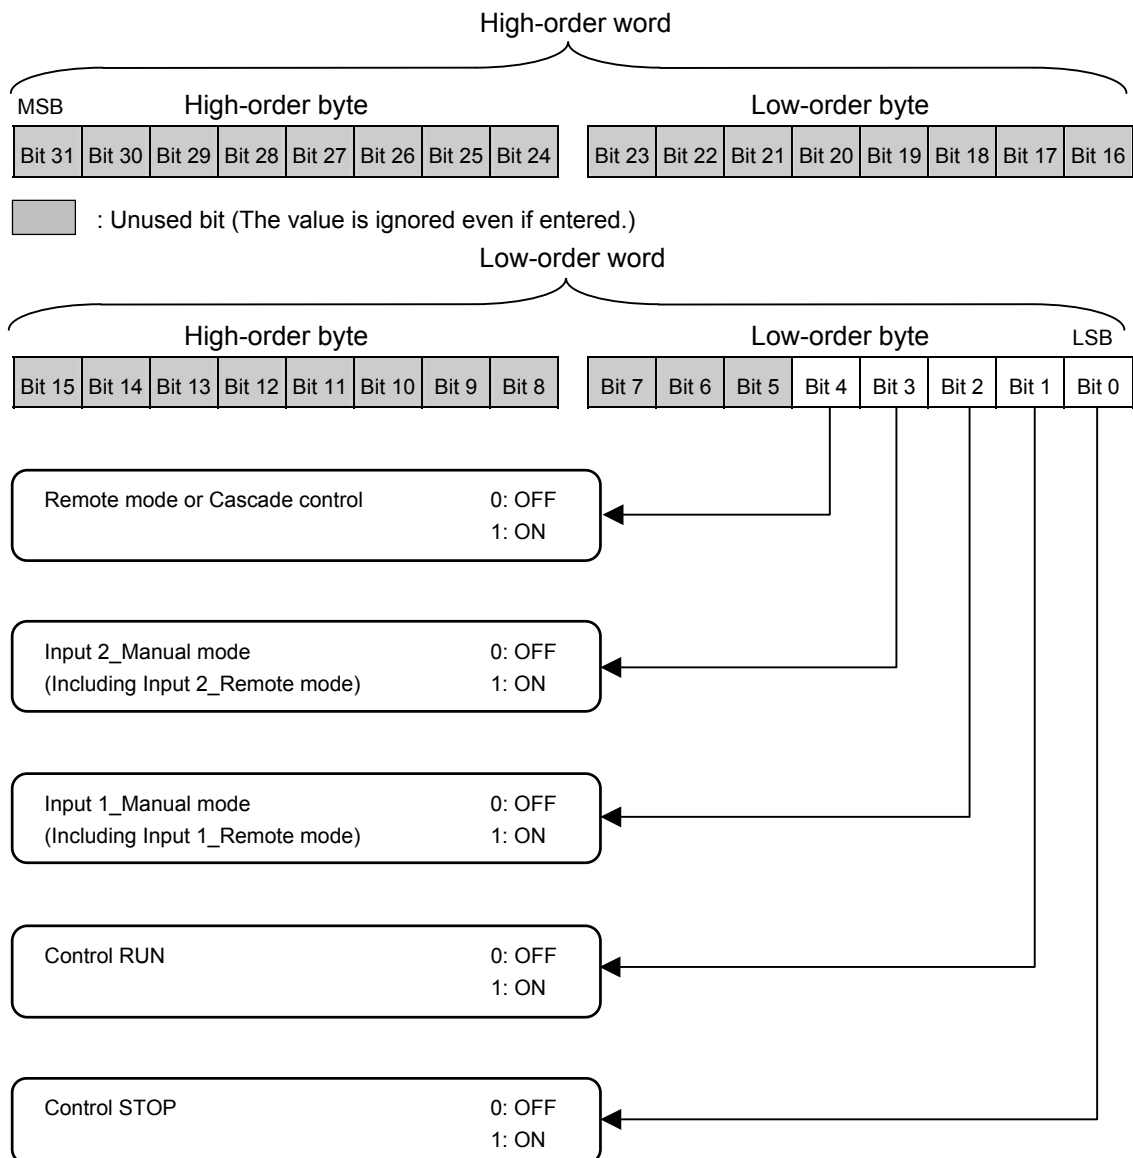 High-order word
MSB High-order byte Low-order byte
Bit 31 Bit 30 Bit 29 Bit 28 Bit 27 Bit 26 Bit 25 Bit 24 Bit 23 Bit 22 Bit 21 Bit 20 Bit 19 Bit 18 Bit 17 Bit 16
: Unused bit (The value is ignored even if entered.)
Low-order word
High-order byte Low-order byte LSB
Bit 15 Bit 14 Bit 13 Bit 12 Bit 11 Bit 10 Bit 9 Bit 8 Bit 7 Bit 6 Bit 5 Bit 4 Bit 3 Bit 2 Bit 1 Bit 0
Remote mode or Cascade control 0: OFF
1: ON
Input 2_Manual mode 0: OFF
(Including Input 2_Remote mode) 1: ON
Input 1_Manual mode 0: OFF
(Including Input 1_Remote mode) 1: ON
Control RUN 0: OFF
1: ON
Control STOP 0: OFF
1: ON